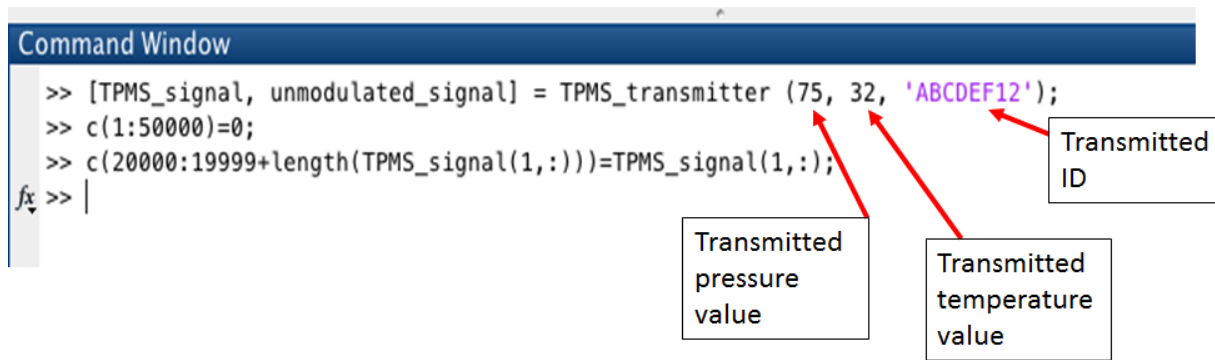 Command Window
>> [TPMS_signal, unmodulated_signal] = TPMS_transmitter (75, 32, 'ABCDEF12');
>> c(1:50000)=0;
>> c(20000:19999+length(TPMS_signal(1,:)))=TPMS_signal(1,:);
fx >>
Transmitted
ID
Transmitted
pressure
value
Transmitted
temperature
value